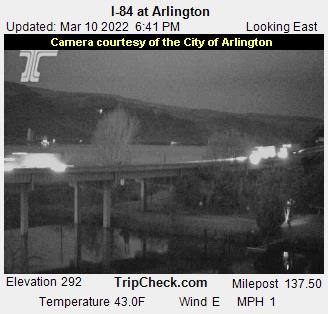 I-84 at Arlington
Updated: Mar 10 2022 6:41 PM Looking East
Camera courtesy of the City of Arlington
Elevation 292 TripCheck.com Milepost 137.50
Temperature 43.0F Wind E MPH 1